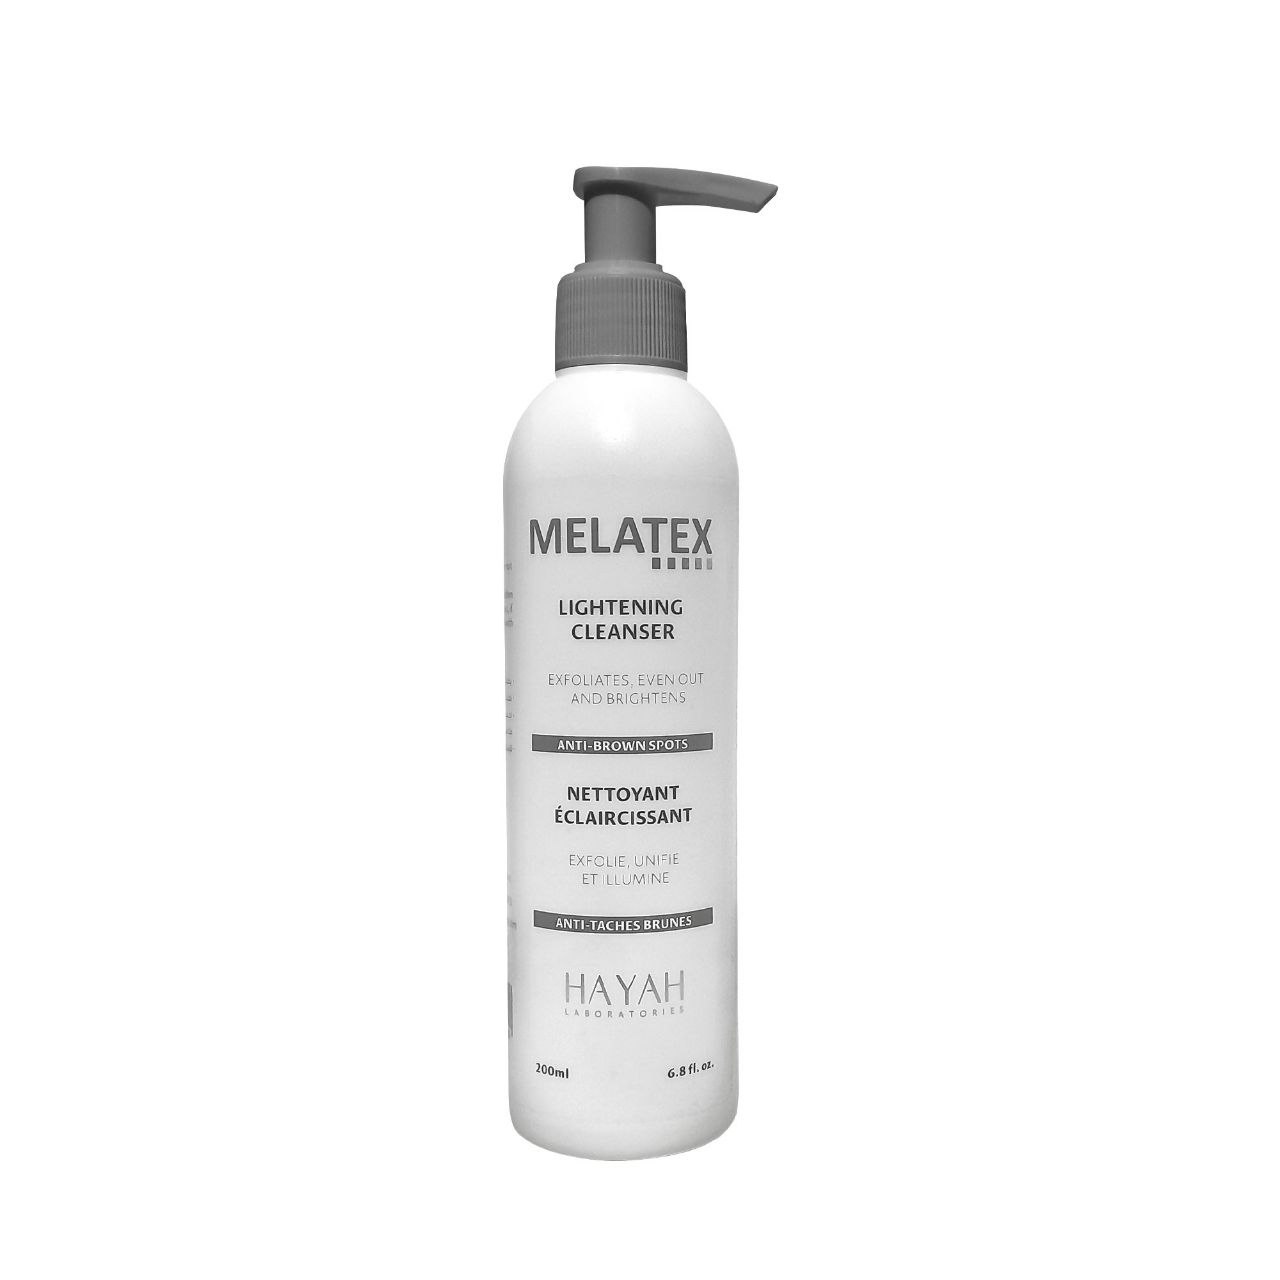 MELATEX
LIGHTENING
CLEANSER
EXFOLIATES, EVEN OUT
AND BRIGHTENS
ANTI-BROWN SPOTS
NETTOYANT
ÉCLAIRCISSANT
EXFOLIE, UNIFIE
ET ILLUMINE
ANTI-TACHES BRUNES
HAYAH
LABORATORIES
200ml 6.8 fl. oz.